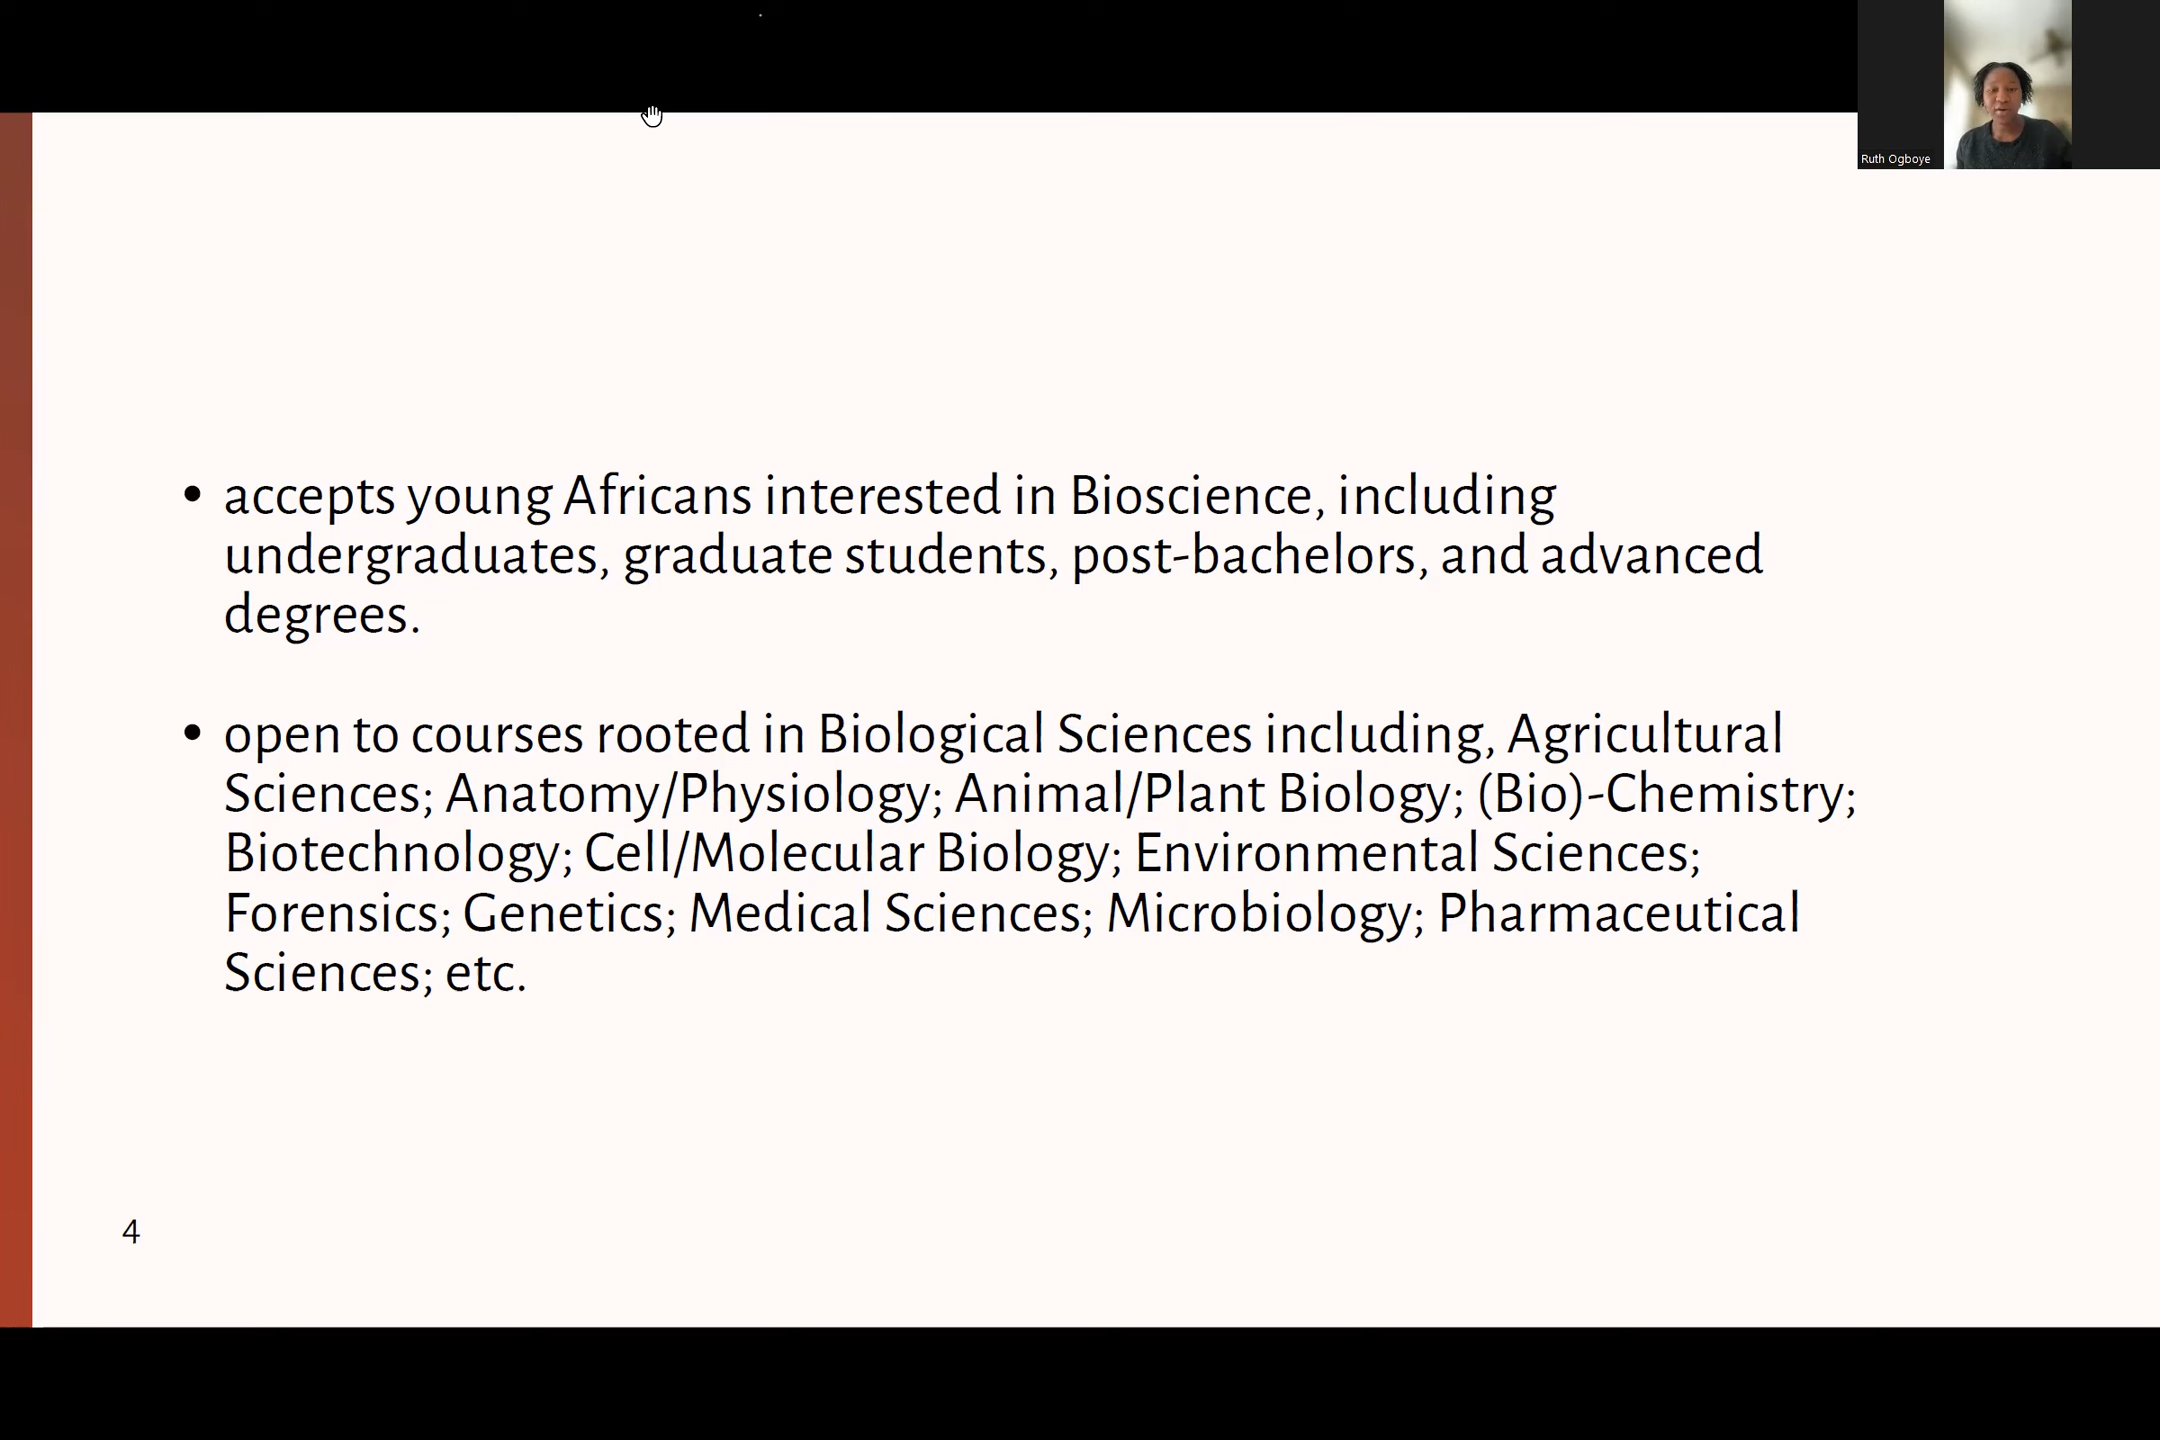 Ruth Ogboye
• accepts young Africans interested in Bioscience, including
undergraduates, graduate students, post-bachelors, and advanced
degrees.
• open to courses rooted in Biological Sciences including, Agricultural
Sciences; Anatomy/Physiology; Animal/Plant Biology; (Bio)-Chemistry;
Biotechnology; Cell/Molecular Biology; Environmental Sciences;
Forensics; Genetics; Medical Sciences; Microbiology; Pharmaceutical
Sciences; etc.
4